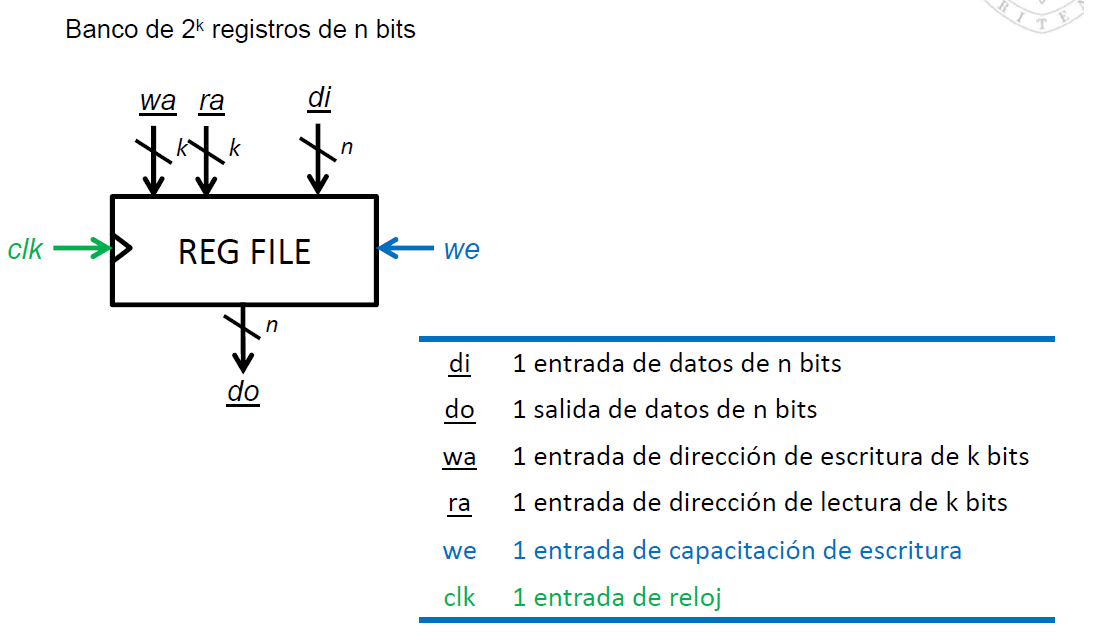 Banco de 2ᵏ registros de n bits
wa ra di
k k n
clk REG FILE we
n
do
di 1 entrada de datos de n bits
do 1 salida de datos de n bits
wa 1 entrada de dirección de escritura de k bits
ra 1 entrada de dirección de lectura de k bits
we 1 entrada de capacitación de escritura
clk 1 entrada de reloj